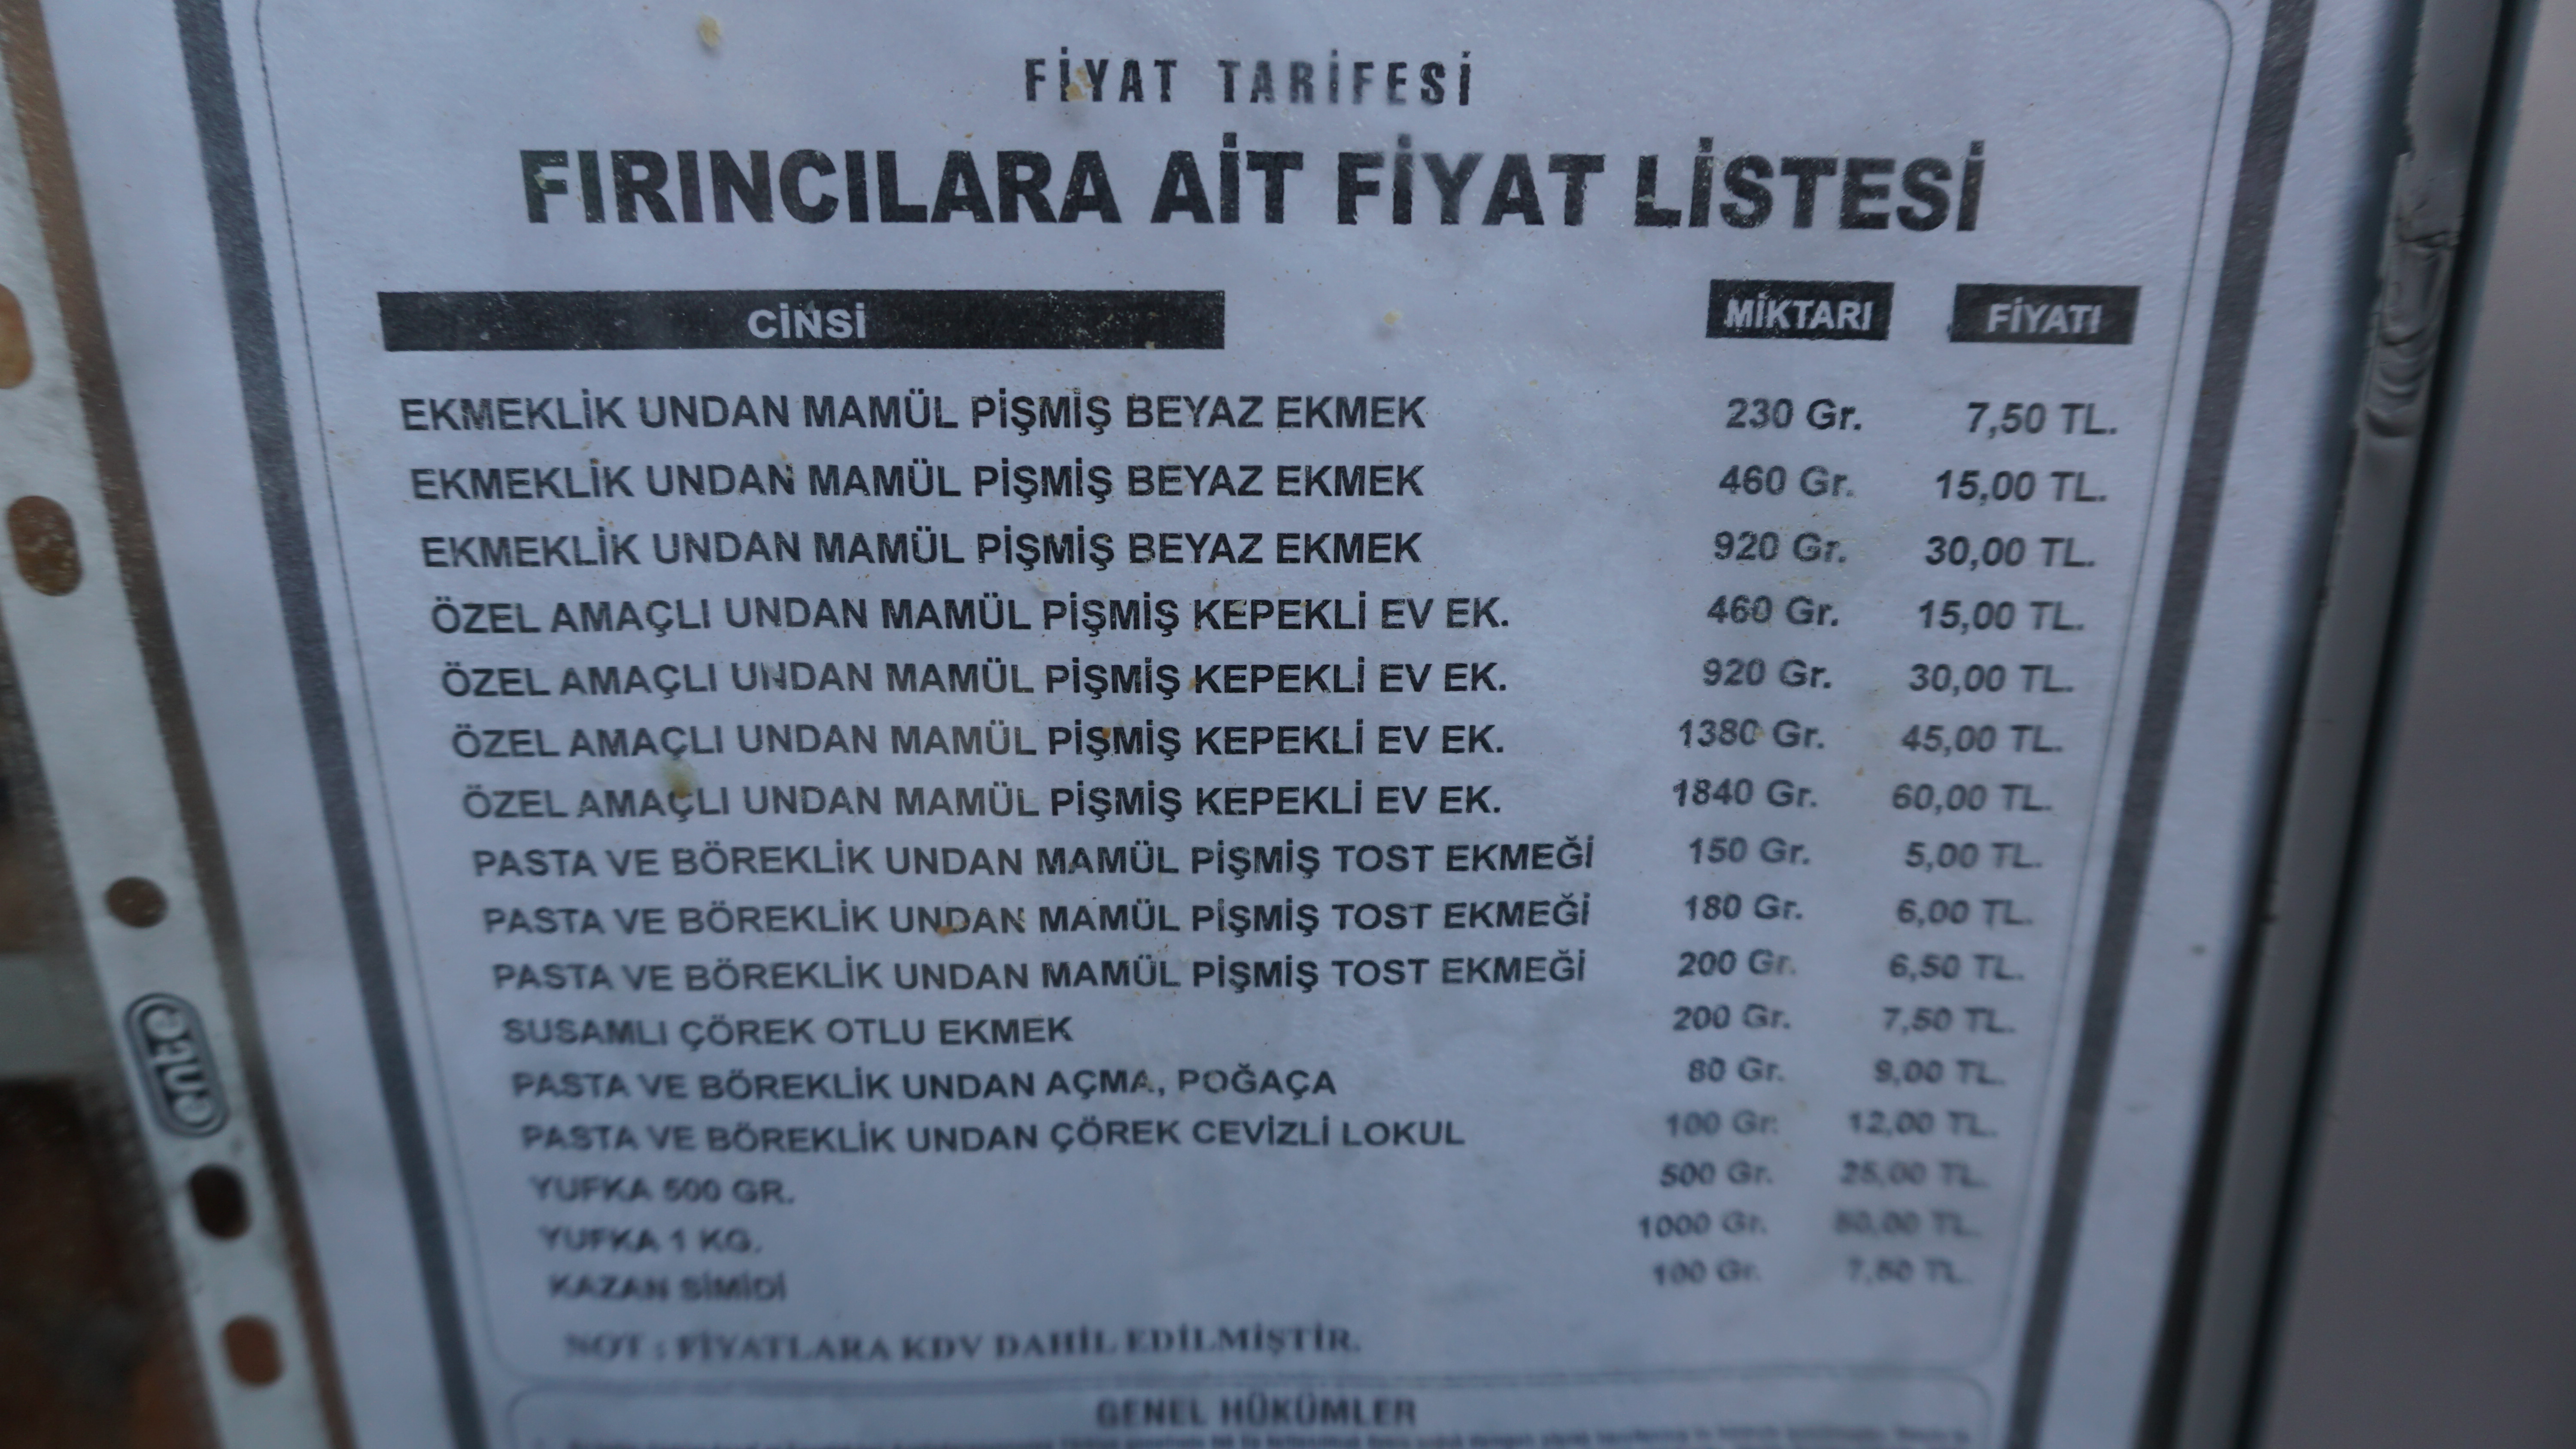 FİYAT TARİFESİ
FIRINCILARA AİT FİYAT LİSTESİ
CİNSİ MİKTARI FİYATI
EKMEKLİK UNDAN MAMÜL PİŞMİŞ BEYAZ EKMEK 230 Gr. 7,50 TL.
EKMEKLİK UNDAN MAMÜL PİŞMİŞ BEYAZ EKMEK 460 Gr. 15,00 TL.
EKMEKLİK UNDAN MAMÜL PİŞMİŞ BEYAZ EKMEK 920 Gr. 30,00 TL.
ÖZEL AMAÇLI UNDAN MAMÜL PİŞMİŞ KEPEKLİ EV EK. 460 Gr. 15,00 TL.
ÖZEL AMAÇLI UNDAN MAMÜL PİŞMİŞ KEPEKLİ EV EK. 920 Gr. 30,00 TL.
ÖZEL AMAÇLI UNDAN MAMÜL PİŞMİŞ KEPEKLİ EV EK. 1380 Gr. 45,00 TL.
ÖZEL AMAÇLI UNDAN MAMÜL PİŞMİŞ KEPEKLİ EV EK. 1840 Gr. 60,00 TL.
PASTA VE BÖREKLİK UNDAN MAMÜL PİŞMİŞ TOST EKMEĞİ 150 Gr. 5,00 TL.
PASTA VE BÖREKLİK UNDAN MAMÜL PİŞMİŞ TOST EKMEĞİ 180 Gr. 6,00 TL.
PASTA VE BÖREKLİK UNDAN MAMÜL PİŞMİŞ TOST EKMEĞİ 200 Gr. 6,50 TL.
SUSAMLI ÇÖREK OTLU EKMEK 200 Gr. 7,50 TL.
PASTA VE BÖREKLİK UNDAN AÇMA, POĞAÇA 80 Gr. 9,00 TL.
PASTA VE BÖREKLİK UNDAN ÇÖREK CEVİZLİ LOKUL 100 Gr. 12,00 TL.
YUFKA 500 GR. 500 Gr. 25,00 TL.
YUFKA 1 KG. 1000 Gr. 50,00 TL.
KAZAN SİMİDİ 100 Gr. 7,50 TL.
NOT : FİYATLARA KDV DAHİL EDİLMİŞTİR.
GENEL HÜKÜMLER